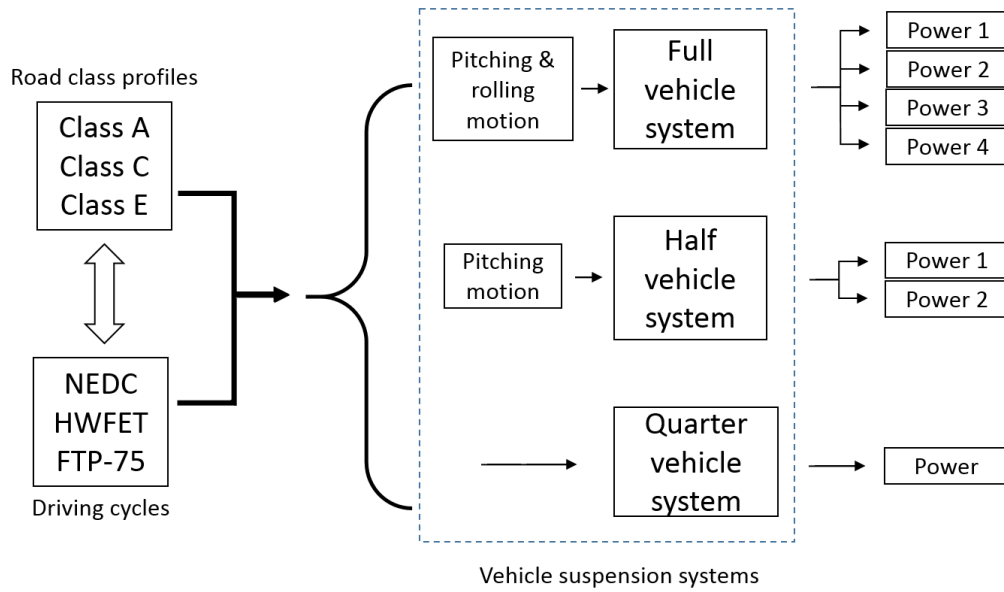 Road class profiles
Class A
Class C
Class E
NEDC
HWFET
FTP-75
Driving cycles
Pitching &
rolling
motion
Full
vehicle
system
Power 1
Power 2
Power 3
Power 4
Pitching
motion
Half
vehicle
system
Power 1
Power 2
Quarter
vehicle
system
Power
Vehicle suspension systems